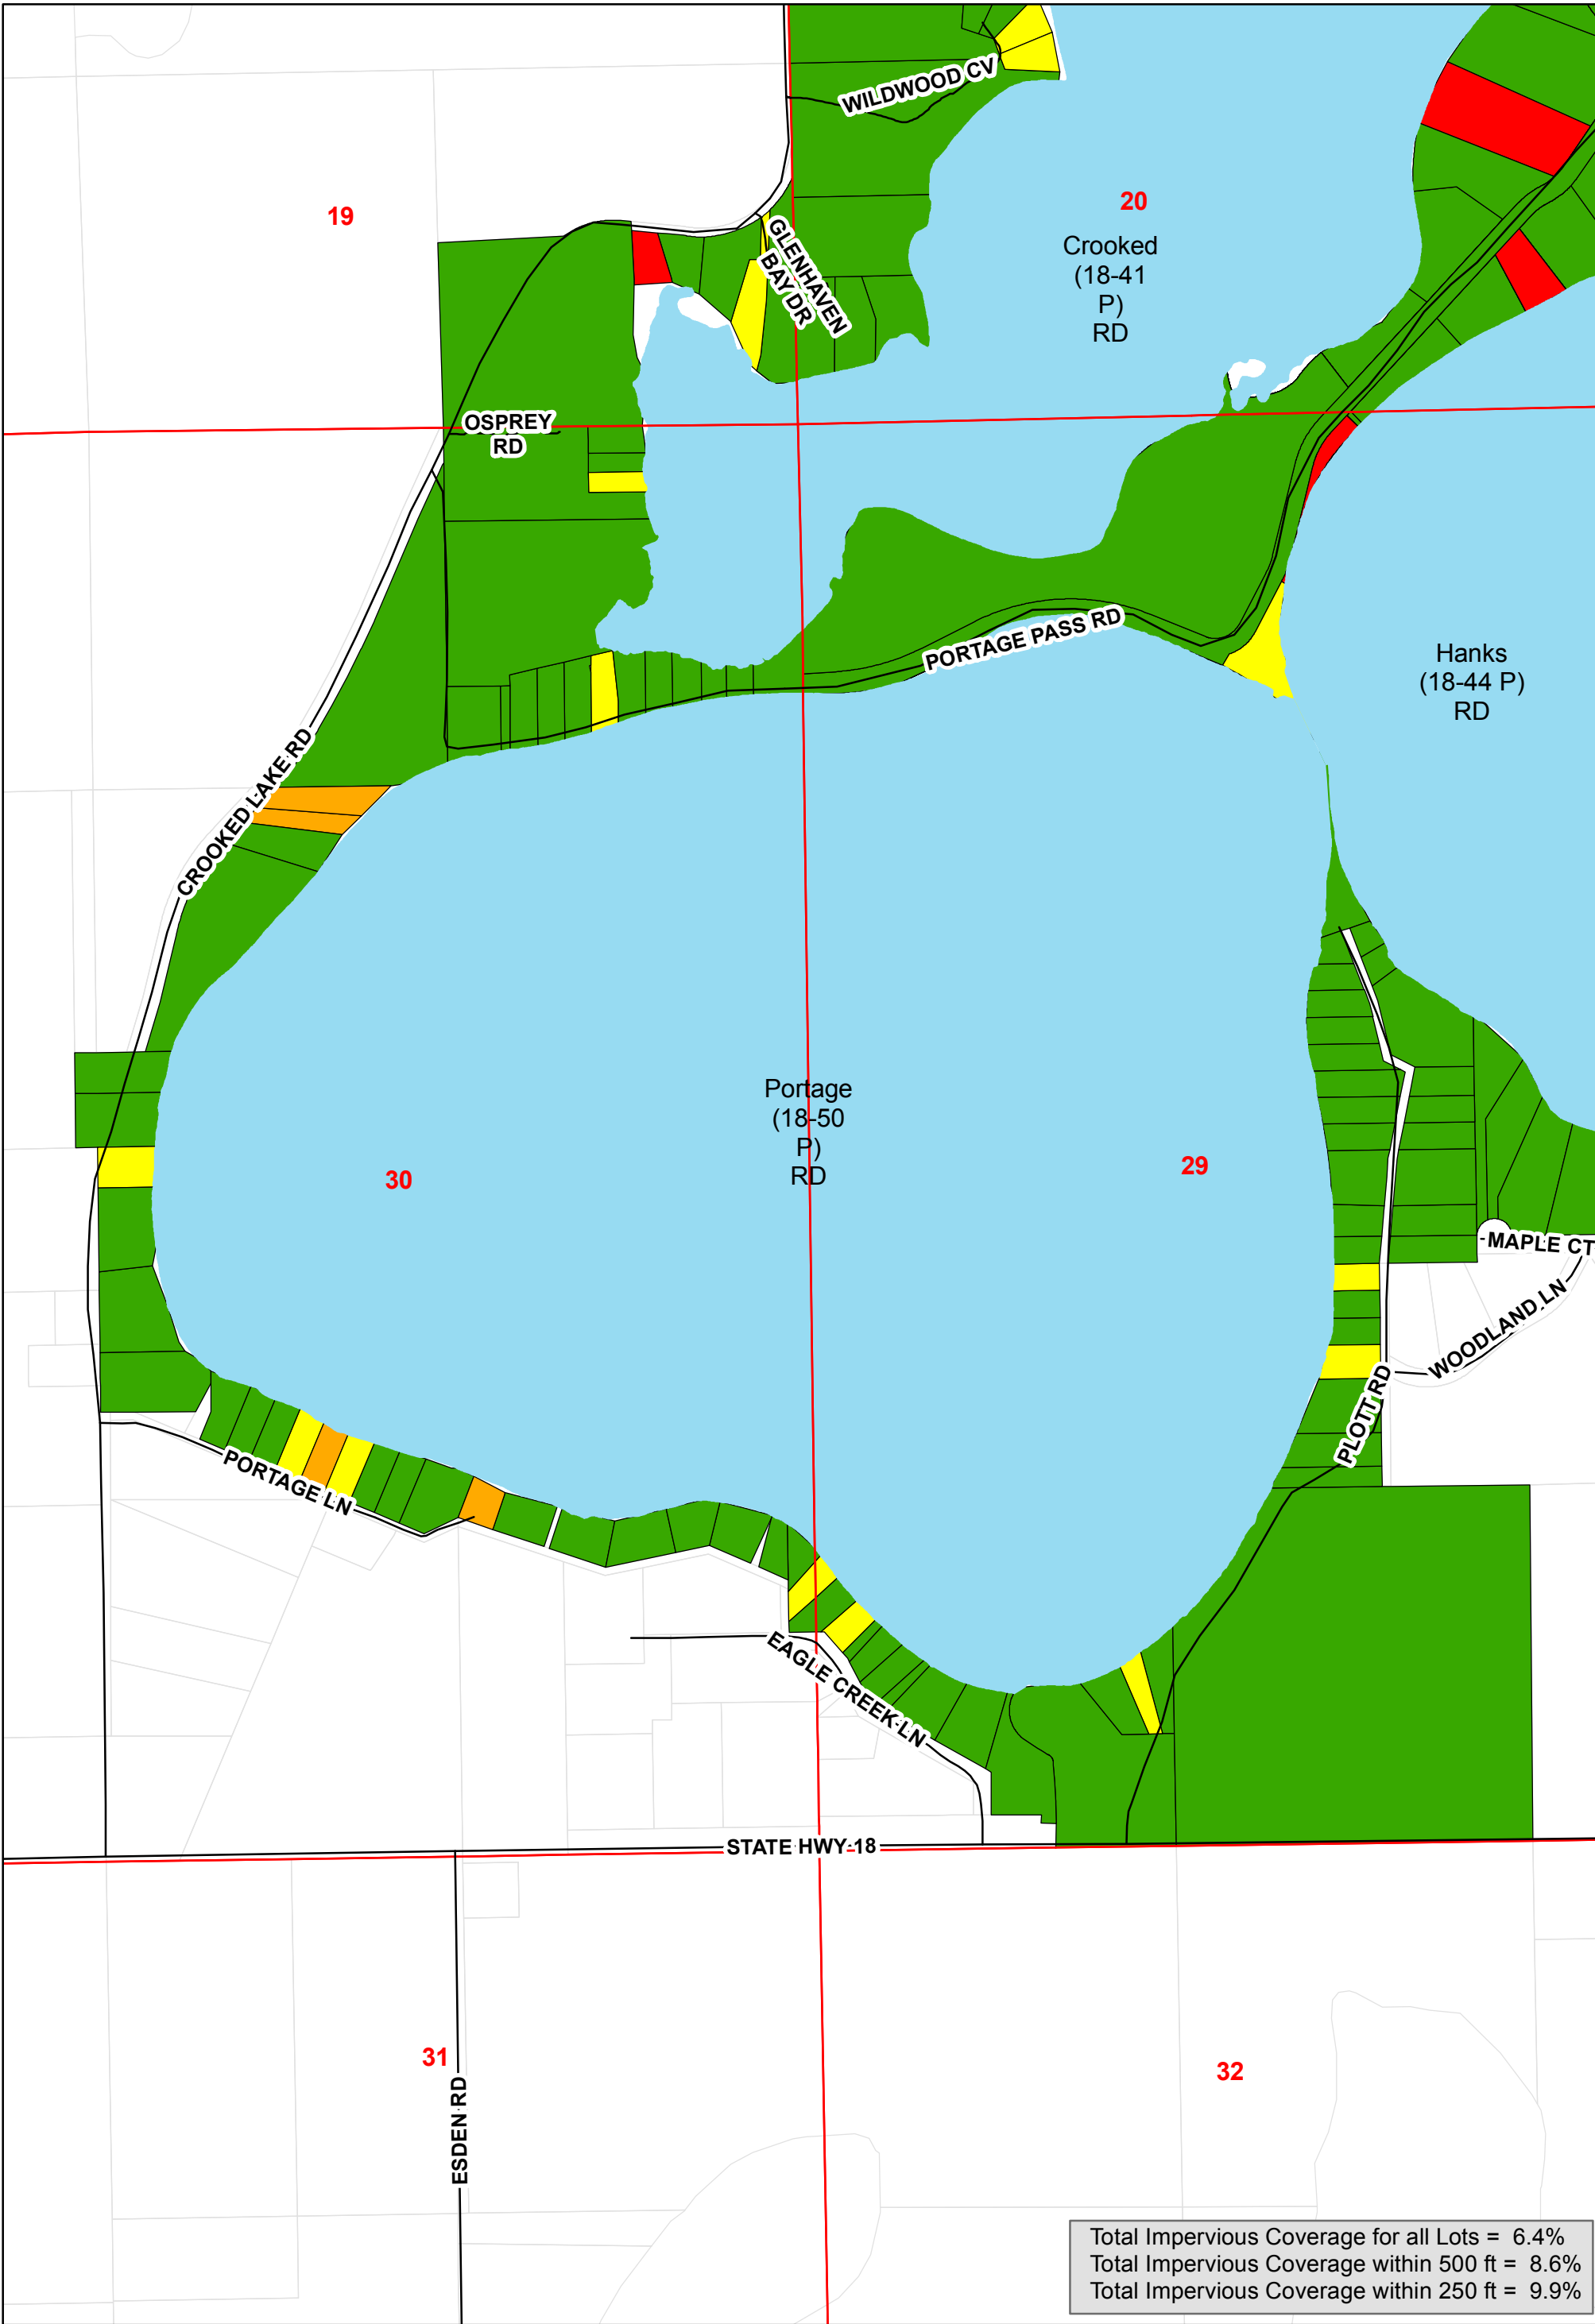 WILDWOOD CV
19
20
Crooked
(18-41
P)
RD
GLENHAVEN
BAY DR
OSPREY
RD
PORTAGE PASS RD
Hanks
(18-44 P)
RD
CROOKED LAKE RD
Portage
(18-50
P)
RD
30
29
MAPLE CT
WOODLAND LN
PLOTT RD
PORTAGE LN
EAGLE CREEK LN
STATE HWY 18
31
32
ESDEN RD
Total Impervious Coverage for all Lots = 6.4%
Total Impervious Coverage within 500 ft = 8.6%
Total Impervious Coverage within 250 ft = 9.9%